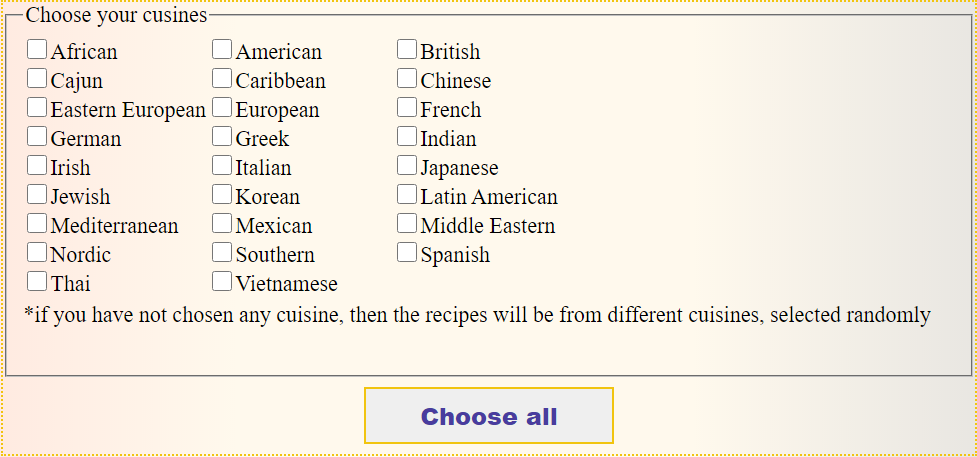 Choose your cusines
African American British
Cajun Caribbean Chinese
Eastern European European French
German Greek Indian
Irish Italian Japanese
Jewish Korean Latin American
Mediterranean Mexican Middle Eastern
Nordic Southern Spanish
Thai Vietnamese
*if you have not chosen any cuisine, then the recipes will be from different cuisines, selected randomly
Choose all